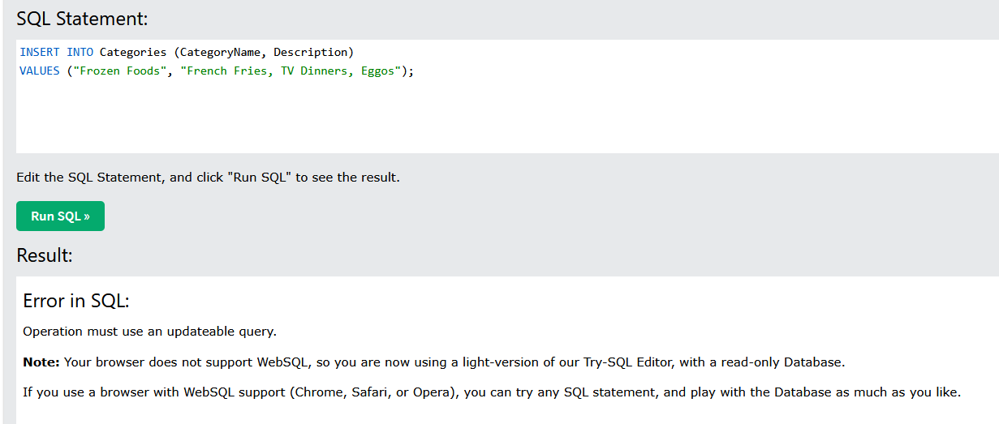 SQL Statement:
INSERT INTO Categories (CategoryName, Description)
VALUES ("Frozen Foods", "French Fries, TV Dinners, Eggos");
Edit the SQL Statement, and click "Run SQL" to see the result.
Run SQL »
Result:
Error in SQL:
Operation must use an updateable query.
Note: Your browser does not support WebSQL, so you are now using a light-version of our Try-SQL Editor, with a read-only Database.
If you use a browser with WebSQL support (Chrome, Safari, or Opera), you can try any SQL statement, and play with the Database as much as you like.